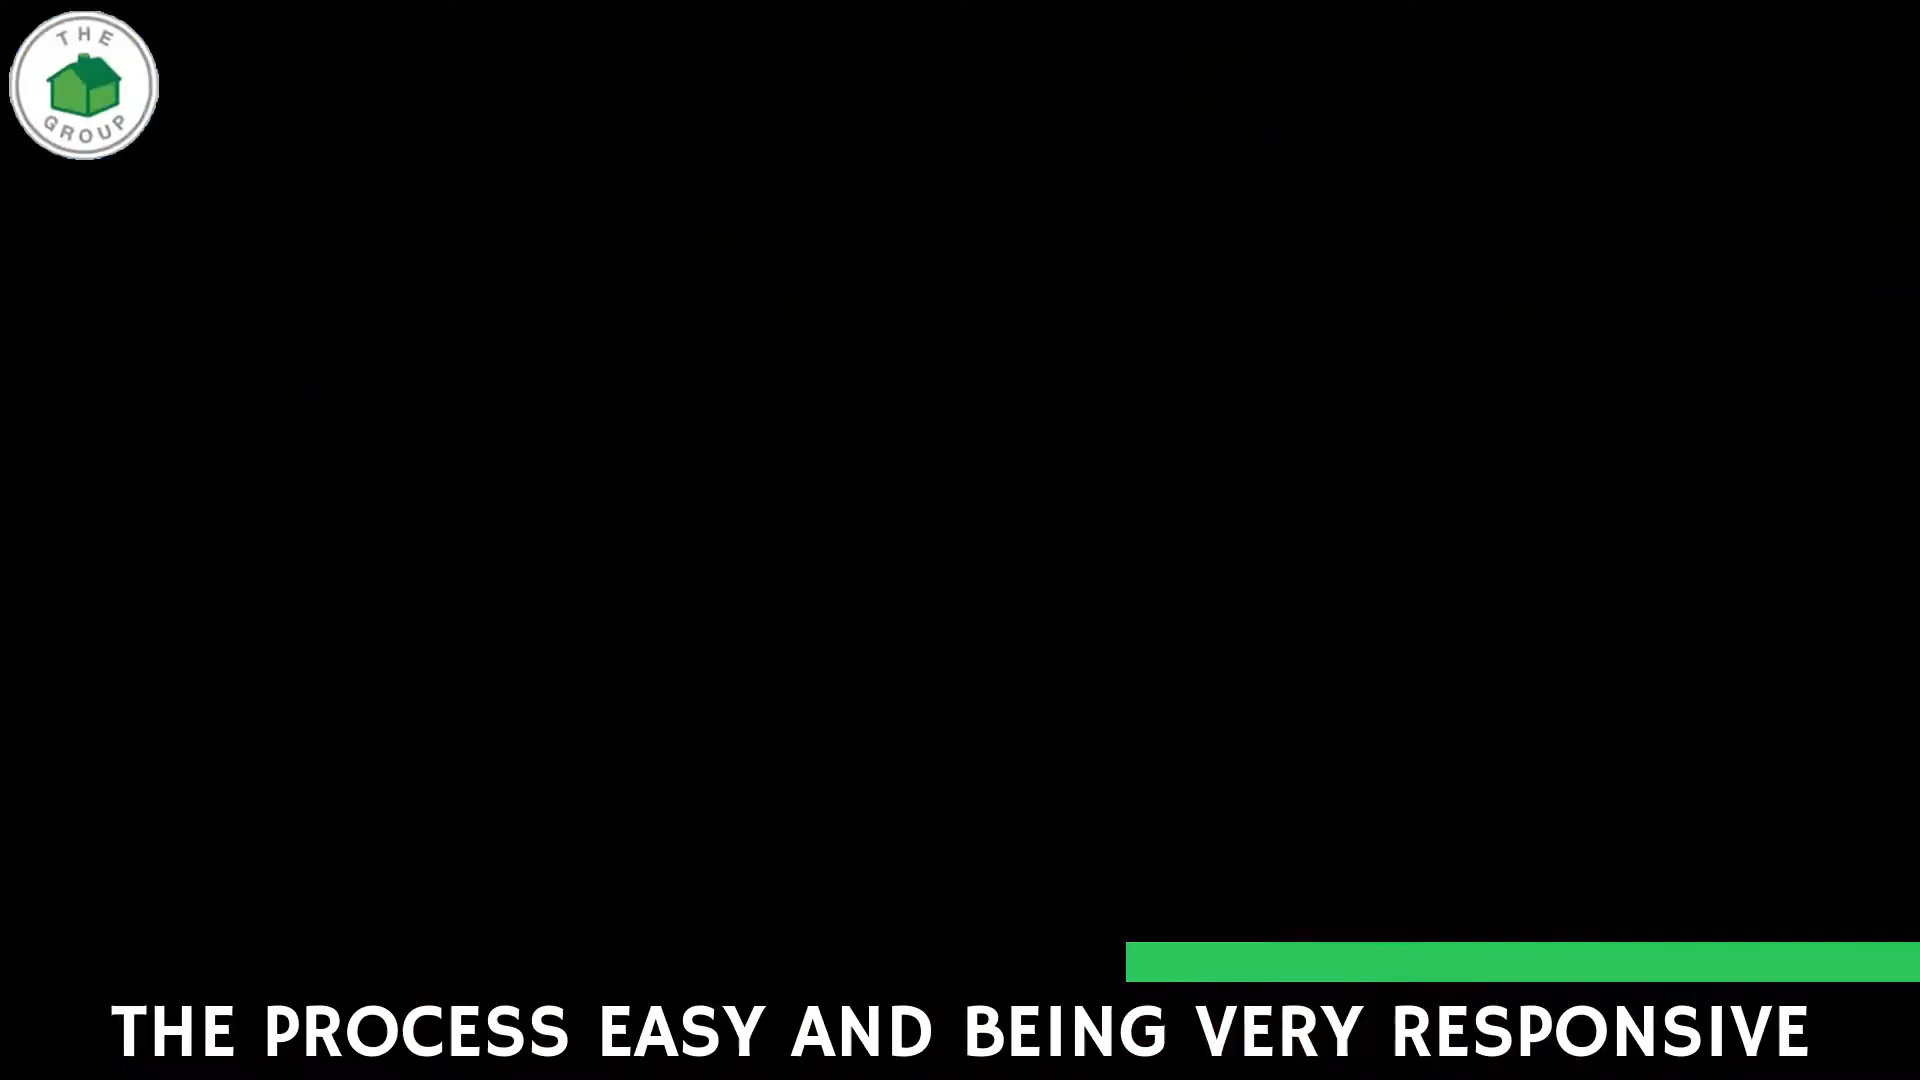 THE
GROUP
THE PROCESS EASY AND BEING VERY RESPONSIVE